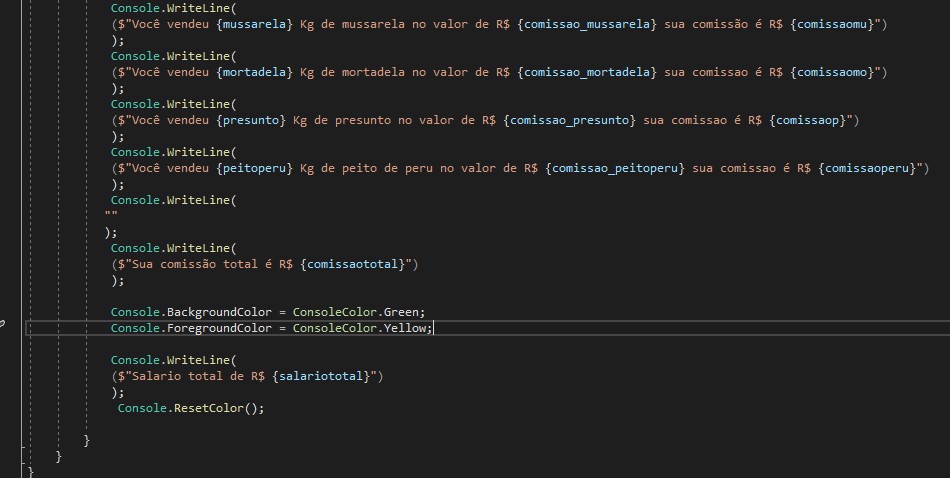 Console.WriteLine(
($"Você vendeu {mussarela} Kg de mussarela no valor de R$ {comissao_mussarela} sua comissão é R$ {comissaomu}")
);
Console.WriteLine(
($"Você vendeu {mortadela} Kg de mortadela no valor de R$ {comissao_mortadela} sua comissao é R$ {comissaomo}")
);
Console.WriteLine(
($"Você vendeu {presunto} Kg de presunto no valor de R$ {comissao_presunto} sua comissao é R$ {comissaop}")
);
Console.WriteLine(
($"Você vendeu {peitoperu} Kg de peito de peru no valor de R$ {comissao_peitoperu} sua comissao é R$ {comissaoperu}")
);
Console.WriteLine(
""
);
Console.WriteLine(
($"Sua comissão total é R$ {comissaototal}")
);
Console.BackgroundColor = ConsoleColor.Green;
Console.ForegroundColor = ConsoleColor.Yellow;
Console.WriteLine(
($"Salario total de R$ {salariototal}")
);
Console.ResetColor();
}
}
}